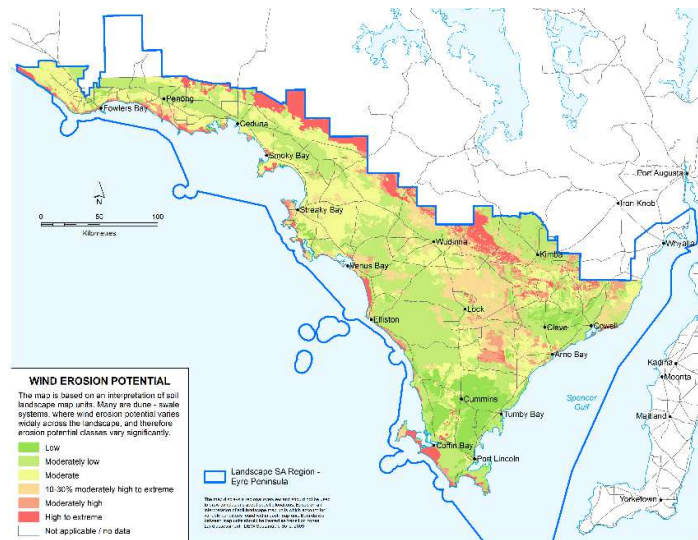 Penong
Fowlers Bay
Ceduna
Smoky Bay
Port Augusta
Iron Knob
N
Streaky Bay
0 50 100
Kilometres
Wudinna
Whyalla
Kimba
Venus Bay
Lock
Elliston
Cleve
Cowell
Arno Bay
Kadina
Moonta
WIND EROSION POTENTIAL
The map is based on an interpretation of soil
landscape map units. Many are dune - swale
systems, where wind erosion potential varies
widely across the landscape, and therefore
erosion potential classes vary significantly.
Low
Moderately low
Moderate
10-30% moderately high to extreme
Moderately high
High to extreme
Not applicable / no data
Cummins
Spencer
Gulf
Maitland
Tumby Bay
Coffin Bay
Port Lincoln
Landscape SA Region -
Eyre Peninsula
Yorketown